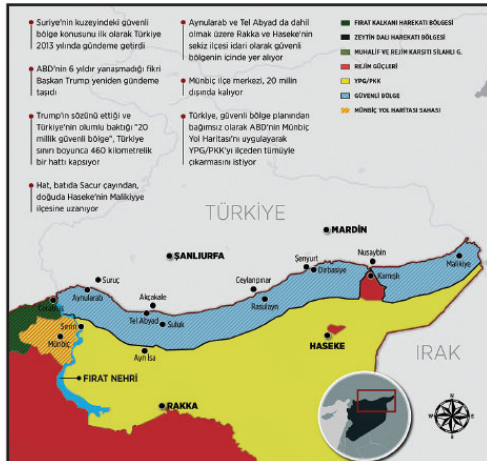 Suriye'nin kuzeyindeki güvenli
bölge konusunu ilk olarak Türkiye
2013 yılında gündeme getirdi
ABD'nin 6 yıldır yanaşmadığı fikri
Başkan Trump yeniden gündeme
taşıdı
Trump'ın sözünü ettiği ve
Türkiye'nin olumlu baktığı "20
millik güvenli bölge", Türkiye
sınırı boyunca 460 kilometrelik
bir hattı kapsıyor
Hat, batıda Sacur çayından,
doğuda Haseke'nin Malikiyye
ilçesine uzanıyor
Aynularab ve Tel Abyad da dahil
olmak üzere Rakka ve Haseke'nin
sekiz ilçesi idari olarak güvenli
bölgenin içinde yer alıyor
Münbiç ilçe merkezi, 20 milin
dışında kalıyor
Türkiye, güvenli bölge planından
bağımsız olarak ABD'nin Münbiç
Yol Haritası'nı uygulayarak
YPG/PKK'yı ilçeden tümüyle
çıkarmasını istiyor
FIRAT KALKANI HAREKATI BÖLGESİ
ZEYTİN DALI HAREKATI BÖLGESİ
MUHALİF VE REJİM KARŞITI SİLAHLI G.
REJİM GÜÇLERİ
YPG/PKK
GÜVENLİ BÖLGE
MÜNBİÇ YOL HARİTASI SAHASI
TÜRKİYE
MARDİN
ŞANLIURFA
Şenyurt
Nusaybin
Dirbasiye
Malikiye
Kamışlı
Suruç
Ceylanpınar
Aynularab
Akçakale
Rasulayn
Carablus
Tel Abyad
Suluk
Sırrin
Münbiç
Ayn İsa
HASEKE
IRAK
FIRAT NEHRİ
RAKKA
N
W
E
S